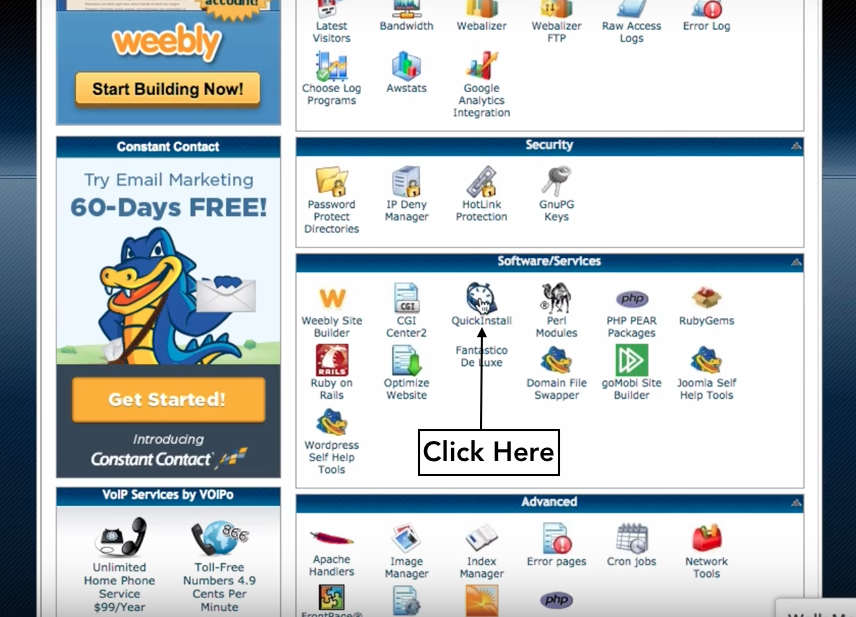 account!
weebly
Start Building Now!
Constant Contact
Try Email Marketing
60-Days FREE!
Get Started!
Introducing
Constant Contact
VoIP Services by VOIPo
Unlimited
Home Phone
Service
$99/Year
866
Toll-Free
Numbers 4.9
Cents Per
Minute
Latest
Visitors
Bandwidth
Webalizer
Webalizer
FTP
Raw Access
Logs
Error Log
Choose Log
Programs
Awstats
Google
Analytics
Integration
Security
Password
Protect
Directories
IP Deny
Manager
HotLink
Protection
GnuPG
Keys
Software/Services
W
Weebly Site
Builder
CGI
CGI
Center2
QuickInstall
Perl
Modules
php
PHP PEAR
Packages
RubyGems
RAILS
Ruby on
Rails
Optimize
Website
Fantastico
De Luxe
Domain File
Swapper
goMobi Site
Builder
Joomla Self
Help Tools
Wordpress
Self Help
Tools
Click Here
Advanced
Apache
Handlers
Image
Manager
Index
Manager
Error pages
Cron jobs
Network
Tools
FrontPage®
php